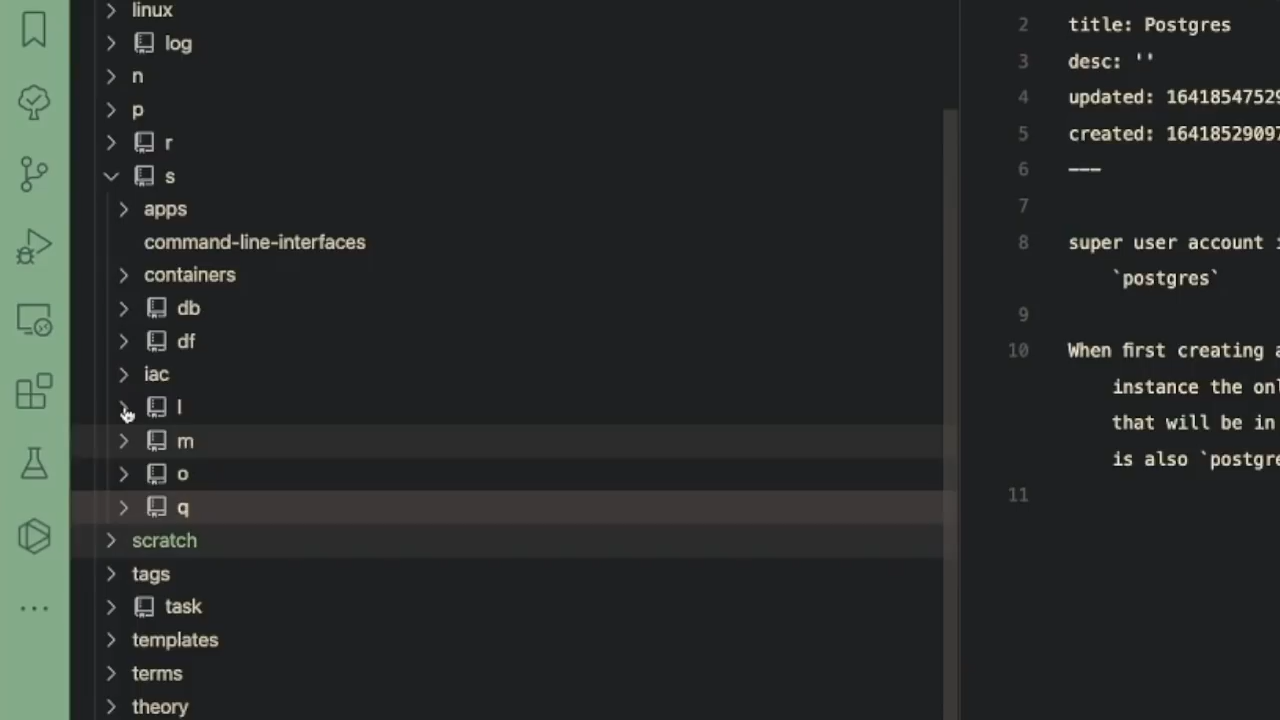 linux
log
n
p
r
s
apps
command-line-interfaces
containers
db
df
iac
l
m
o
q
scratch
tags
task
templates
terms
theory
2 title: Postgres
3 desc: ''
4 updated: 16418547529
5 created: 16418529097
6 ---
7
8 super user account i
`postgres`
9
10 When first creating a
instance the onl
that will be in
is also `postgre
11